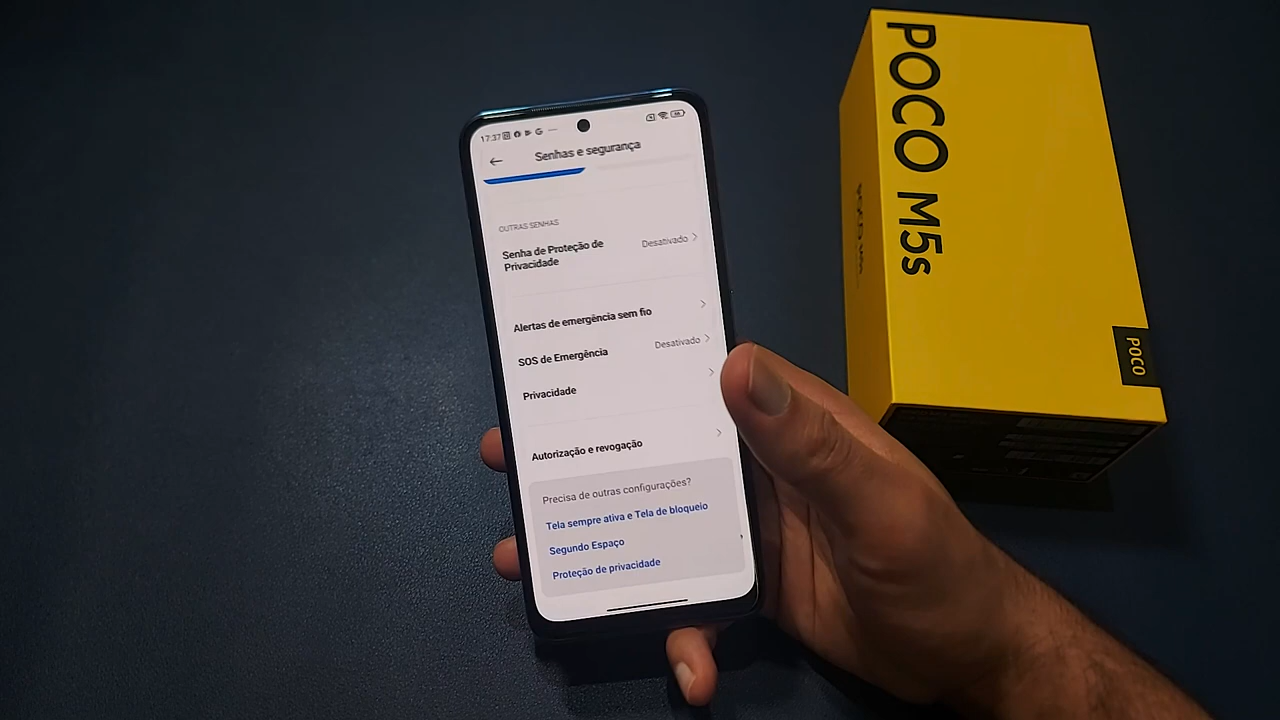 17:37
Senhas e segurança
OUTRAS SENHAS
Senha de Proteção de
Privacidade
Desativado
Alertas de emergência sem fio
SOS de Emergência
Desativado
Privacidade
Autorização e revogação
Precisa de outras configurações?
Tela sempre ativa e Tela de bloqueio
Segundo Espaço
Proteção de privacidade
POCO M5s
POCO